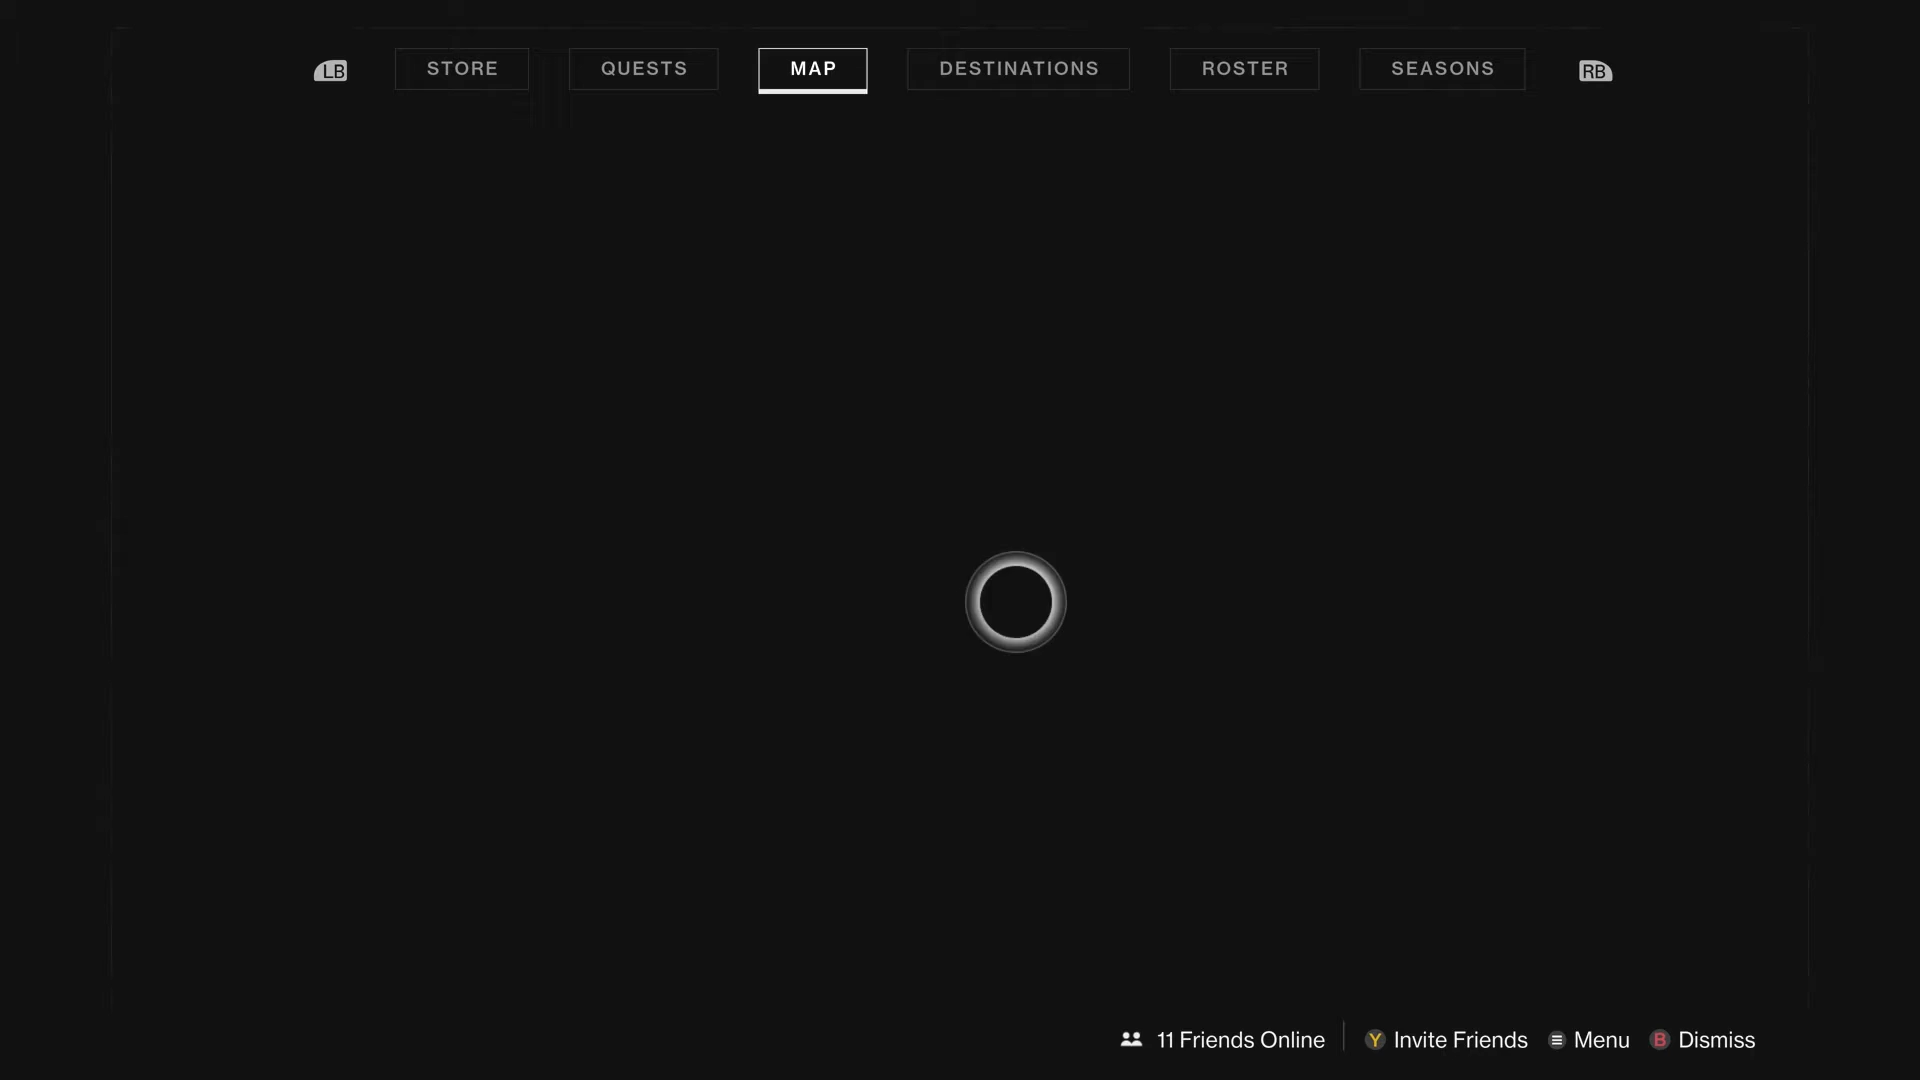 LB STORE QUESTS MAP DESTINATIONS ROSTER SEASONS RB
11 Friends Online Y Invite Friends Menu B Dismiss